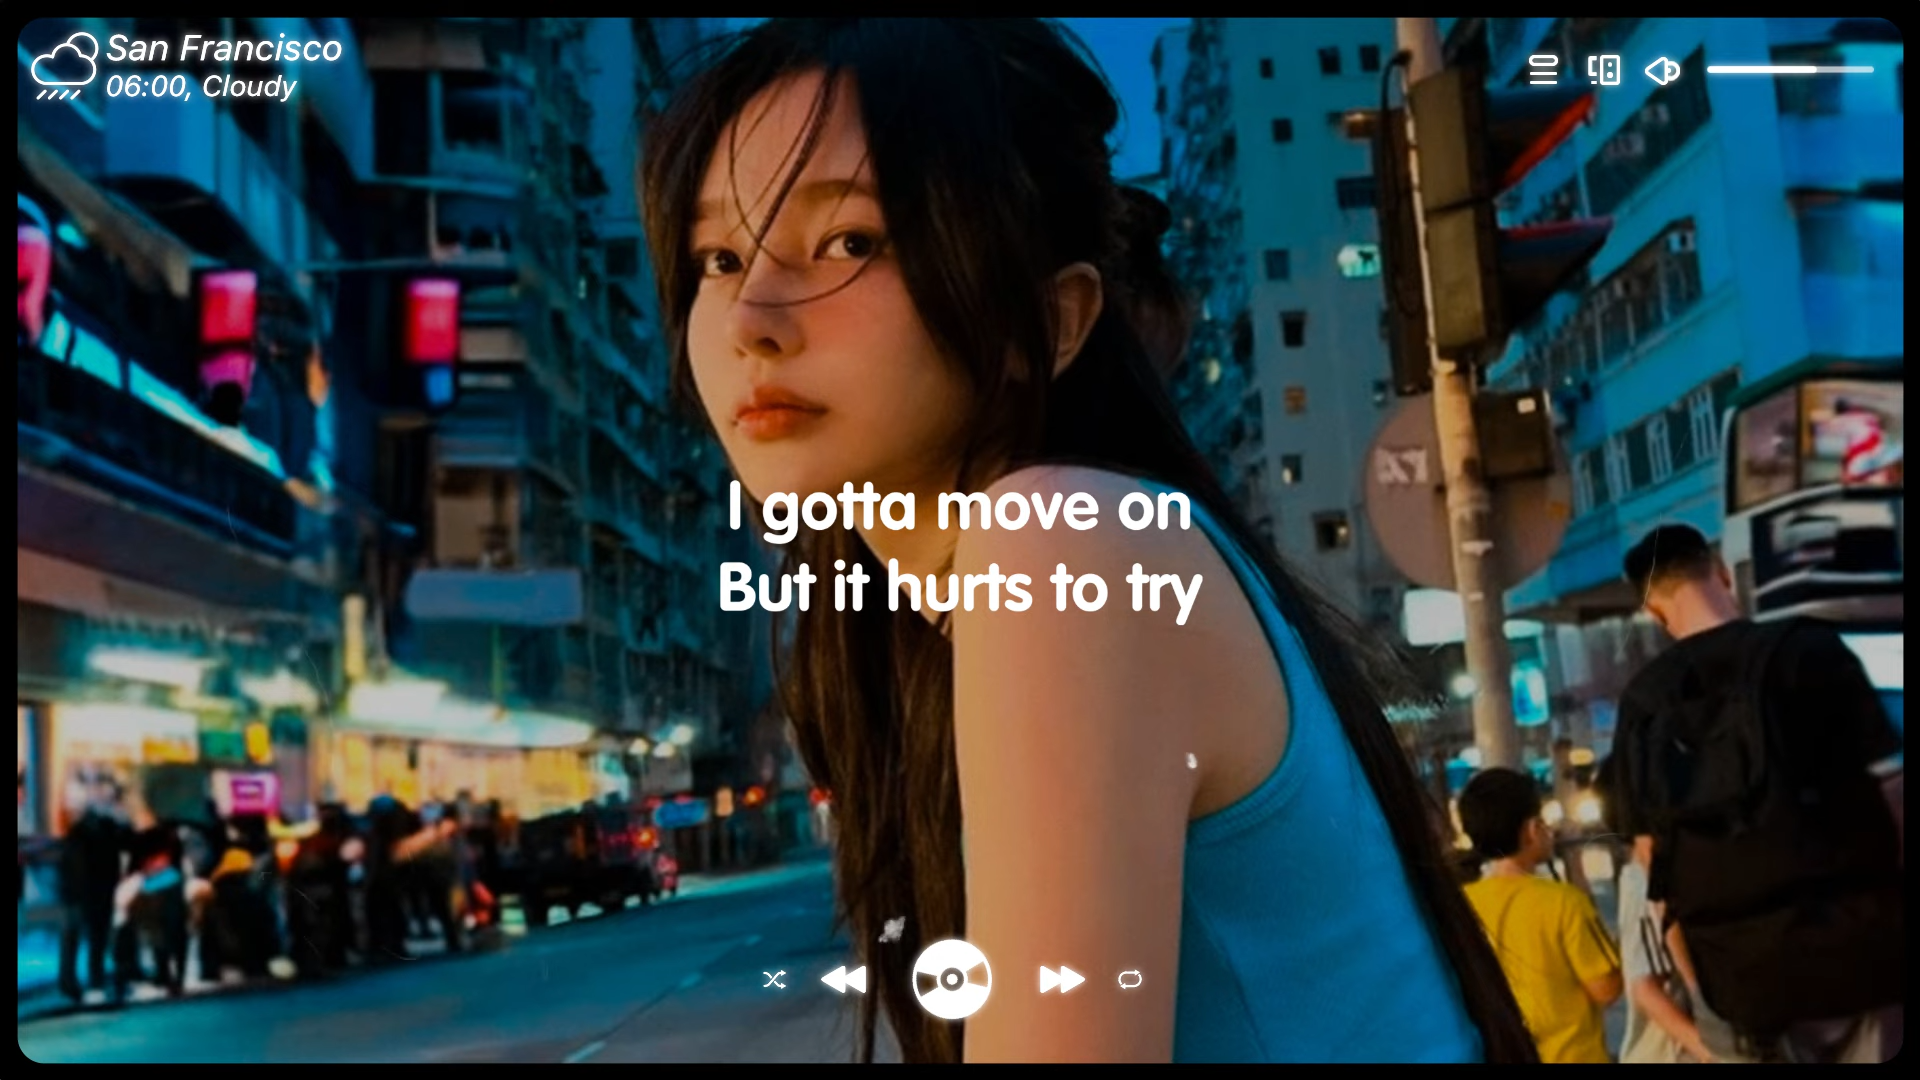 San Francisco
06:00, Cloudy
I gotta move on
But it hurts to try